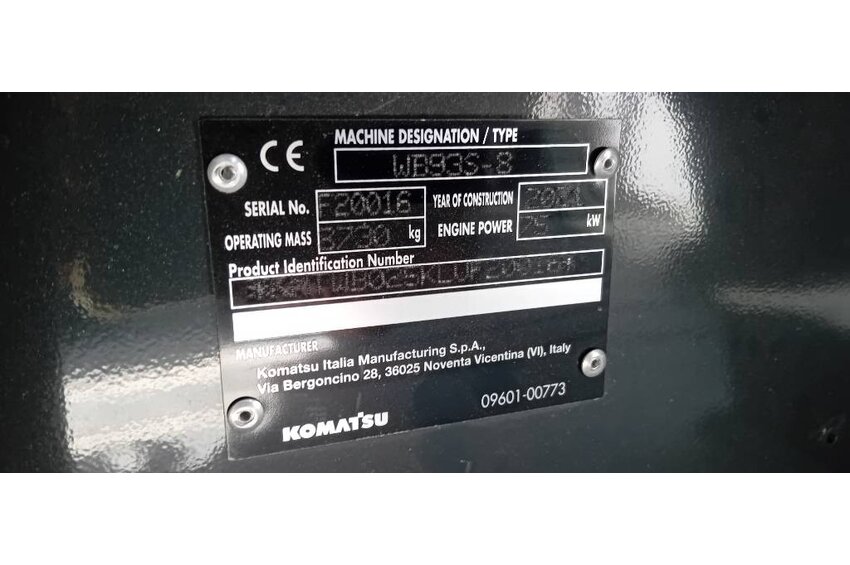 CE
MACHINE DESIGNATION / TYPE
WB93S-8
SERIAL No. F20016 YEAR OF CONSTRUCTION
OPERATING MASS kg ENGINE POWER 75 kW
Product Identification Number
MANUFACTURER
Komatsu Italia Manufacturing S.p.A.,
Via Bergoncino 28, 36025 Noventa Vicentina (VI), Italy
09601-00773
KOMATSU